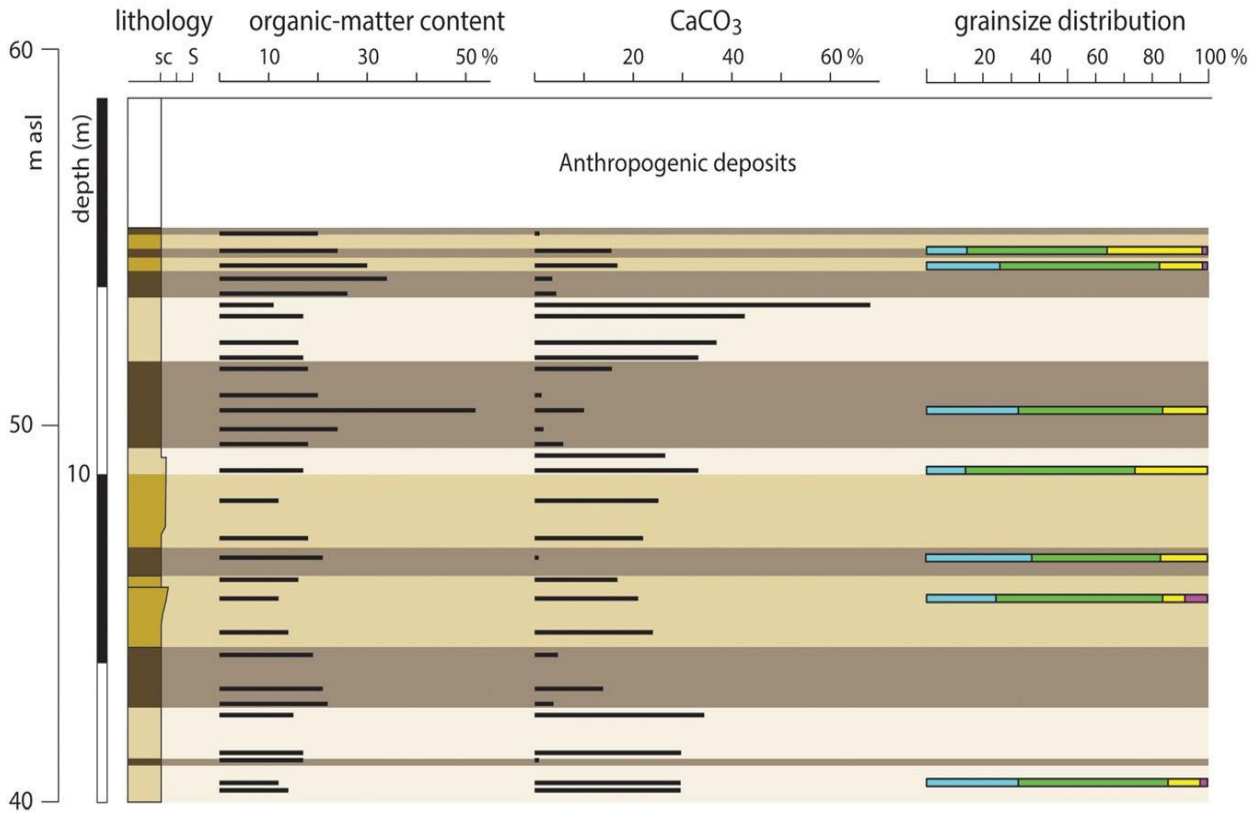 lithology organic-matter content CaCO₃ grainsize distribution
60 sc S 10 30 50 % 20 40 60 % 20 40 60 80 100 %
m asl
depth (m)
Anthropogenic deposits
50
10
40